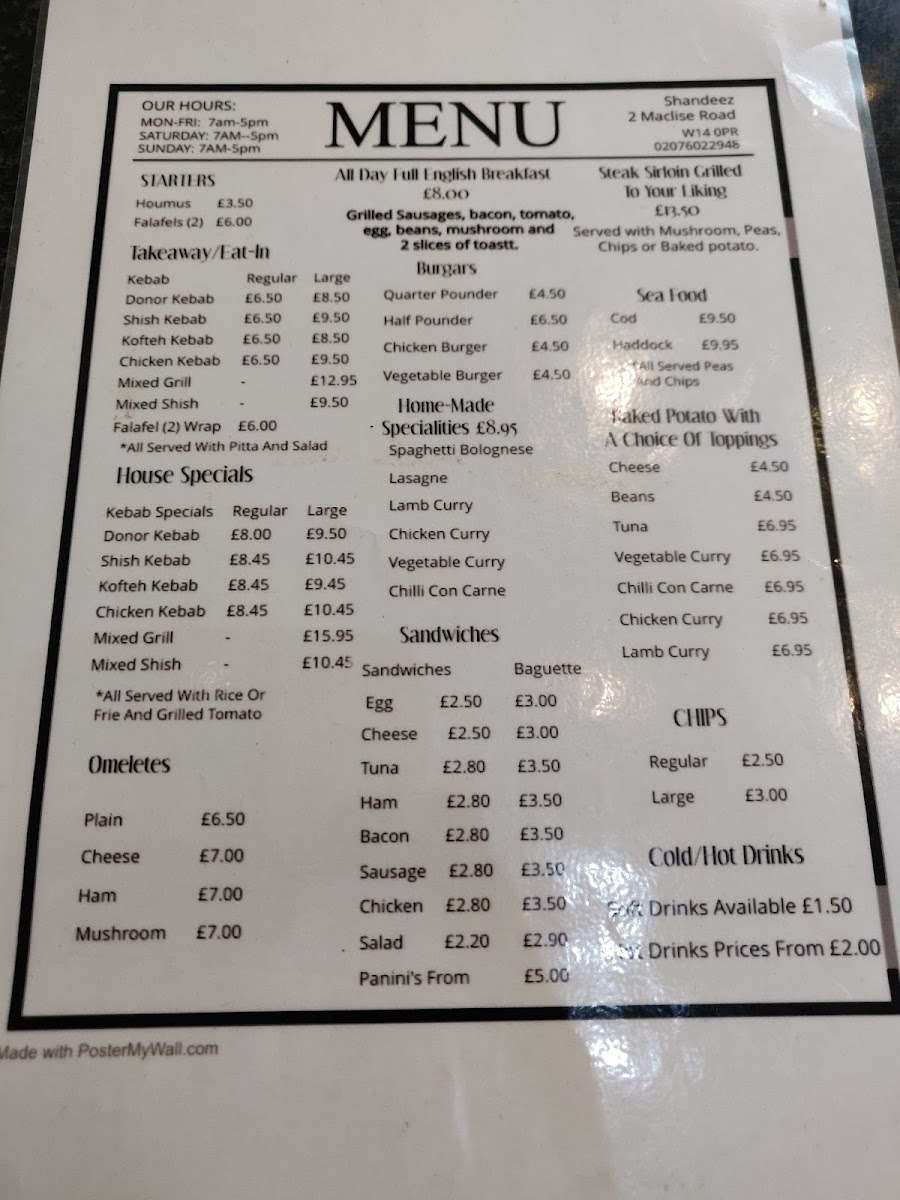 OUR HOURS:
MON-FRI: 7am-5pm
SATURDAY: 7AM--5pm
SUNDAY: 7AM-5pm
MENU
Shandeez
2 Maclise Road
W14 0PR
02076022948
STARTERS
Houmus £3.50
Falafels (2) £6.00
Takeaway/Eat-In
Kebab Regular Large
Donor Kebab £6.50 £8.50
Shish Kebab £6.50 £9.50
Kofteh Kebab £6.50 £8.50
Chicken Kebab £6.50 £9.50
Mixed Grill - £12.95
Mixed Shish - £9.50
Falafel (2) Wrap £6.00
*All Served With Pitta And Salad
House Specials
Kebab Specials Regular Large
Donor Kebab £8.00 £9.50
Shish Kebab £8.45 £10.45
Kofteh Kebab £8.45 £9.45
Chicken Kebab £8.45 £10.45
Mixed Grill - £15.95
Mixed Shish - £10.45
*All Served With Rice Or
Frie And Grilled Tomato
Omeletes
Plain £6.50
Cheese £7.00
Ham £7.00
Mushroom £7.00
All Day Full English Breakfast
£8.00
Grilled Sausages, bacon, tomato,
egg, beans, mushroom and
2 slices of toastt.
Burgars
Quarter Pounder £4.50
Half Pounder £6.50
Chicken Burger £4.50
Vegetable Burger £4.50
Home-Made
Specialities £8.95
Spaghetti Bolognese
Lasagne
Lamb Curry
Chicken Curry
Vegetable Curry
Chilli Con Carne
Sandwiches
Sandwiches Baguette
Egg £2.50 £3.00
Cheese £2.50 £3.00
Tuna £2.80 £3.50
Ham £2.80 £3.50
Bacon £2.80 £3.50
Sausage £2.80 £3.50
Chicken £2.80 £3.50
Salad £2.20 £2.90
Panini's From £5.00
Steak Sirloin Grilled
To Your Liking
£13.50
Served with Mushroom, Peas,
Chips or Baked potato.
Sea Food
Cod £9.50
Haddock £9.95
*All Served Peas
And Chips
Baked Potato With
A Choice Of Toppings
Cheese £4.50
Beans £4.50
Tuna £6.95
Vegetable Curry £6.95
Chilli Con Carne £6.95
Chicken Curry £6.95
Lamb Curry £6.95
CHIPS
Regular £2.50
Large £3.00
Cold/Hot Drinks
Soft Drinks Available £1.50
Hot Drinks Prices From £2.00
Made with PosterMyWall.com